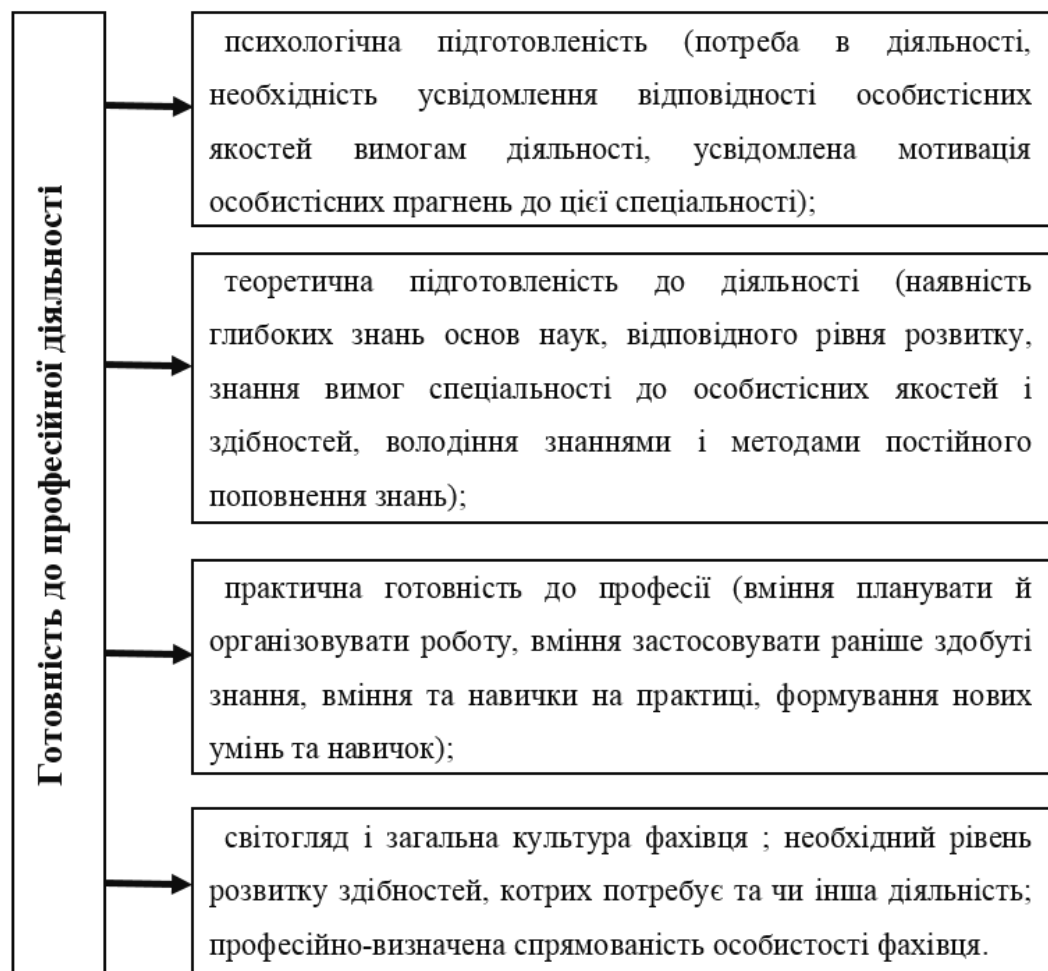 Готовність до професійної діяльності
психологічна підготовленість (потреба в діяльності,
необхідність усвідомлення відповідності особистісних
якостей вимогам діяльності, усвідомлена мотивація
особистісних прагнень до цієї спеціальності);
теоретична підготовленість до діяльності (наявність
глибоких знань основ наук, відповідного рівня розвитку,
знання вимог спеціальності до особистісних якостей і
здібностей, володіння знаннями і методами постійного
поповнення знань);
практична готовність до професії (вміння планувати й
організовувати роботу, вміння застосовувати раніше здобуті
знання, вміння та навички на практиці, формування нових
умінь та навичок);
світогляд і загальна культура фахівця ; необхідний рівень
розвитку здібностей, котрих потребує та чи інша діяльність;
професійно-визначена спрямованість особистості фахівця.